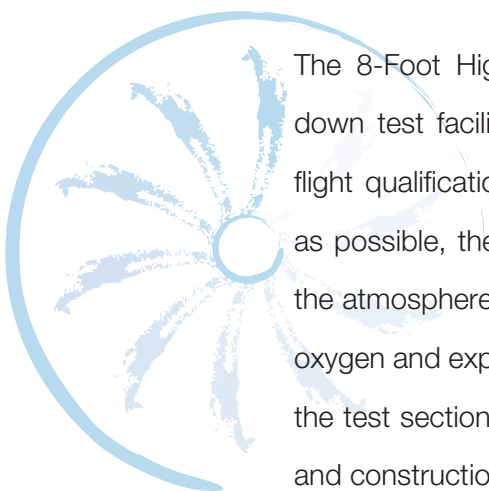 The 8-Foot Hig
down test facili
flight qualificatio
as possible, the
the atmosphere
oxygen and exp
the test section
and constructio